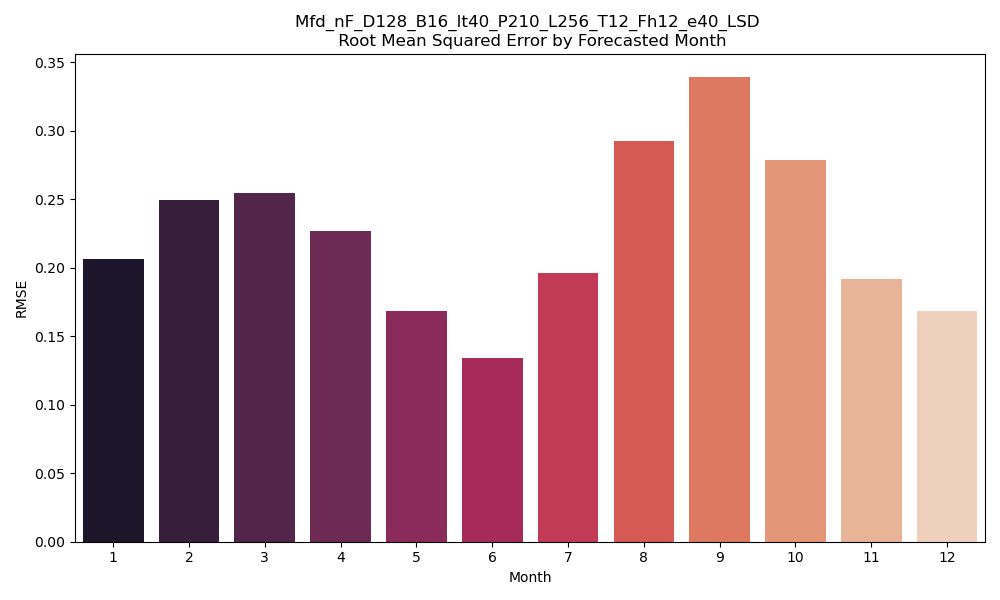 Mfd_nF_D128_B16_lt40_P210_L256_T12_Fh12_e40_LSD
Root Mean Squared Error by Forecasted Month
RMSE
0.35
0.30
0.25
0.20
0.15
0.10
0.05
0.00
1 2 3 4 5 6 7 8 9 10 11 12
Month